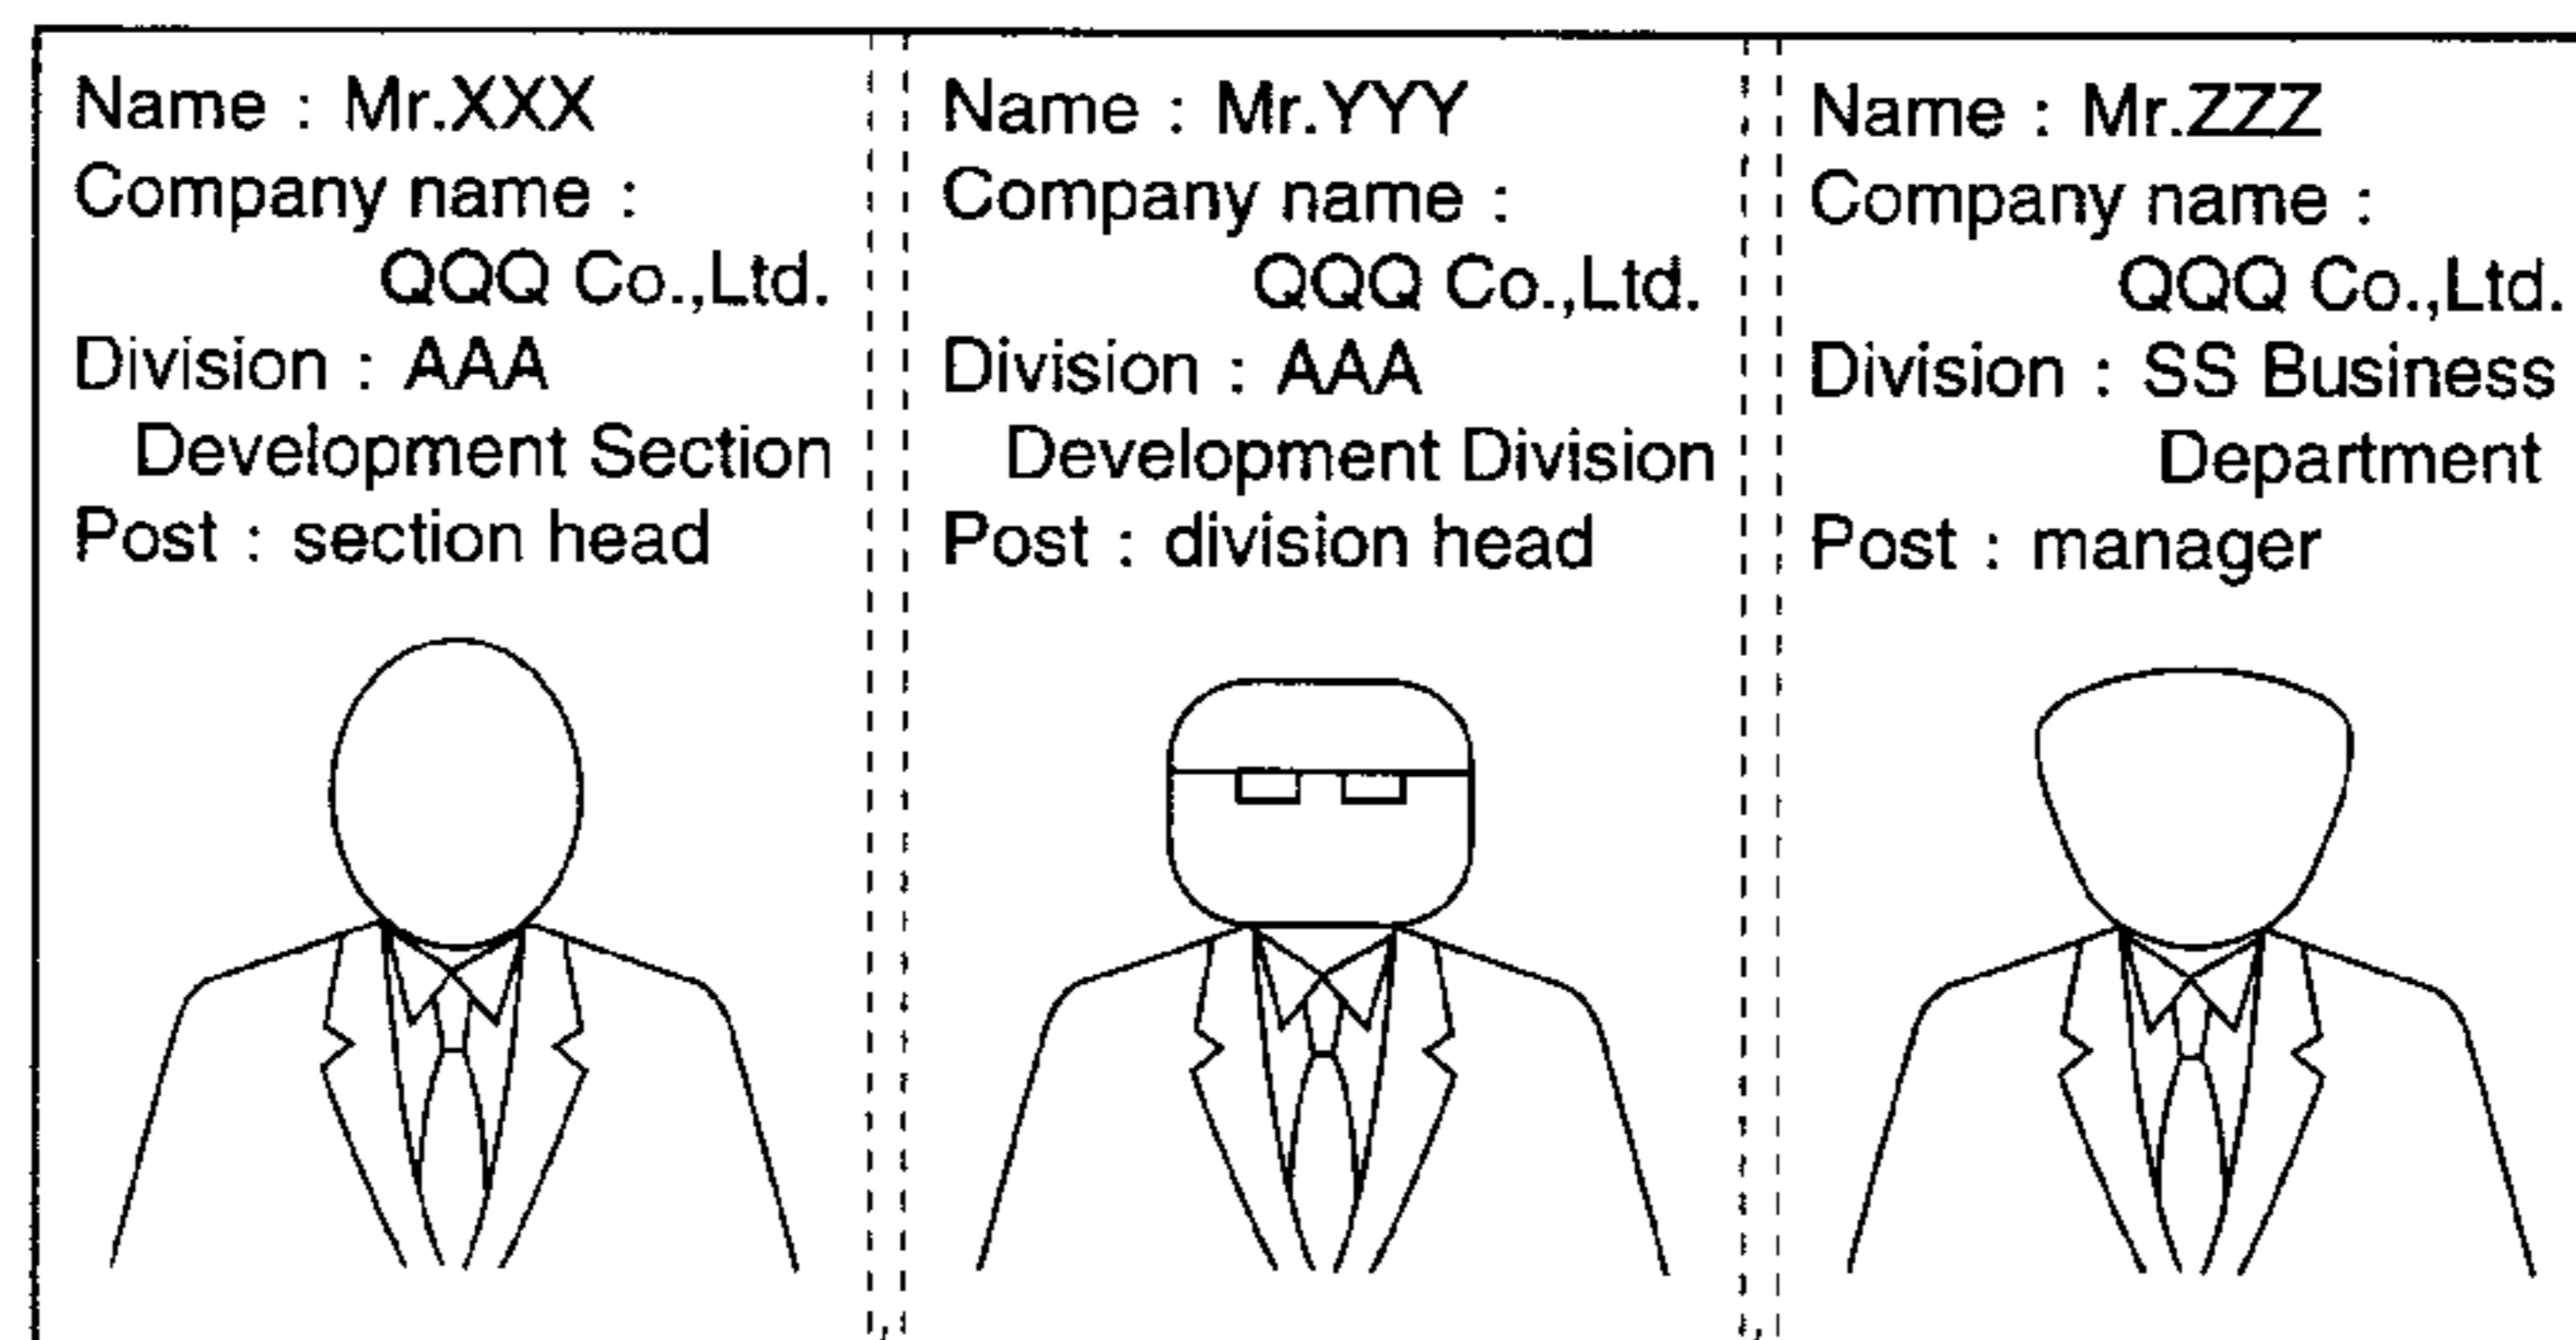 Name : Mr.XXX
Company name :
QQQ Co.,Ltd.
Division : AAA
Development Section
Post : section head
Name : Mr.YYY
Company name :
QQQ Co.,Ltd.
Division : AAA
Development Division
Post : division head
Name : Mr.ZZZ
Company name :
QQQ Co.,Ltd.
Division : SS Business
Department
Post : manager